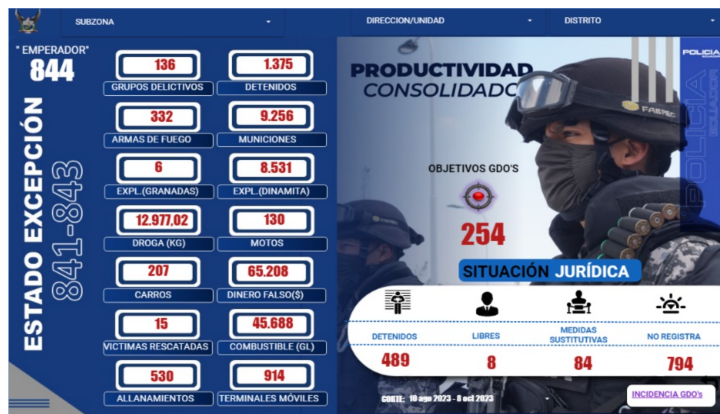 SUBZONA
DIRECCION/UNIDAD
DISTRITO
" EMPERADOR"
844
ESTADO EXCEPCIÓN
841-843
136
GRUPOS DELICTIVOS
1.375
DETENIDOS
332
ARMAS DE FUEGO
9.256
MUNICIONES
6
EXPL.(GRANADAS)
8.531
EXPL.(DINAMITA)
12.977,02
DROGA (KG)
130
MOTOS
207
CARROS
65.208
DINERO FALSO($)
15
VICTIMAS RESCATADAS
45.688
COMBUSTIBLE (GL)
530
ALLANAMIENTOS
914
TERMINALES MÓVILES
PRODUCTIVIDAD
CONSOLIDADO
POLICIA
POLICIA
OBJETIVOS GDO'S
254
SITUACIÓN JURÍDICA
DETENIDOS
489
LIBRES
8
MEDIDAS
SUSTITUTIVAS
84
NO REGISTRA
794
CORTE: 10 ago 2023 - 8 oct 2023
INCIDENCIA GDO's